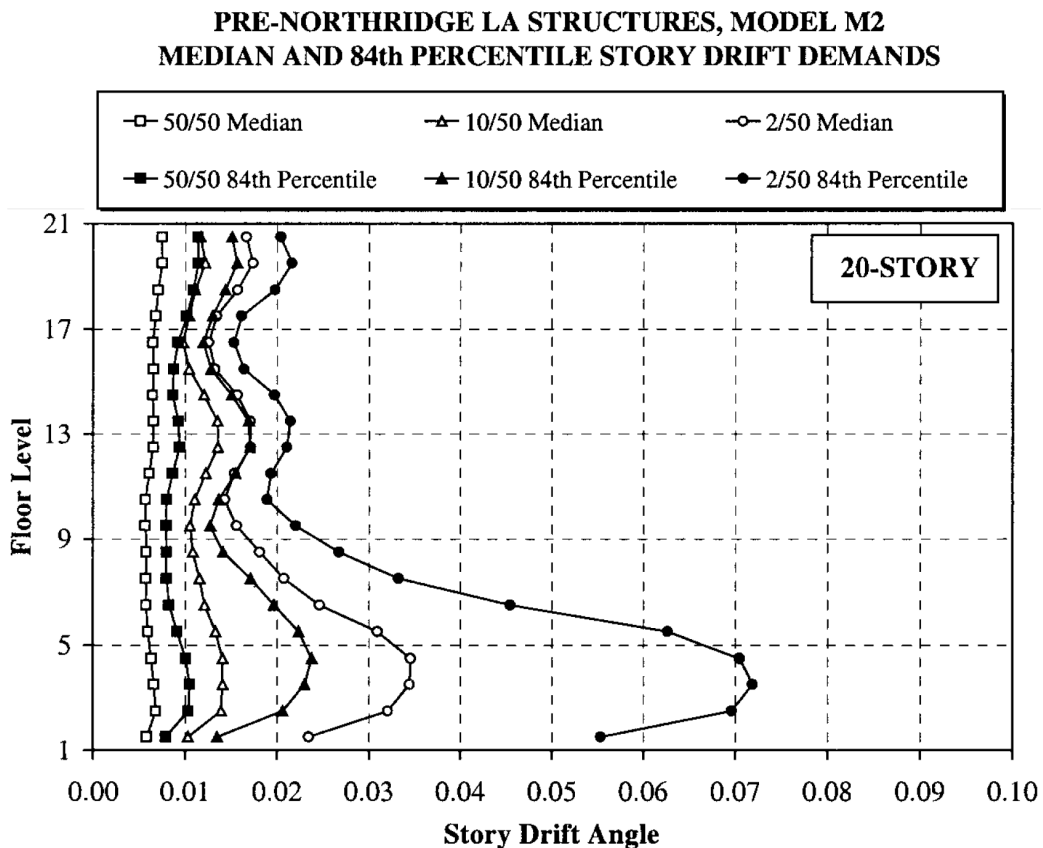 PRE-NORTHRIDGE LA STRUCTURES, MODEL M2
MEDIAN AND 84th PERCENTILE STORY DRIFT DEMANDS
50/50 Median 10/50 Median 2/50 Median
50/50 84th Percentile 10/50 84th Percentile 2/50 84th Percentile
20-STORY
Floor Level
21
17
13
9
5
1
0.00 0.01 0.02 0.03 0.04 0.05 0.06 0.07 0.08 0.09 0.10
Story Drift Angle